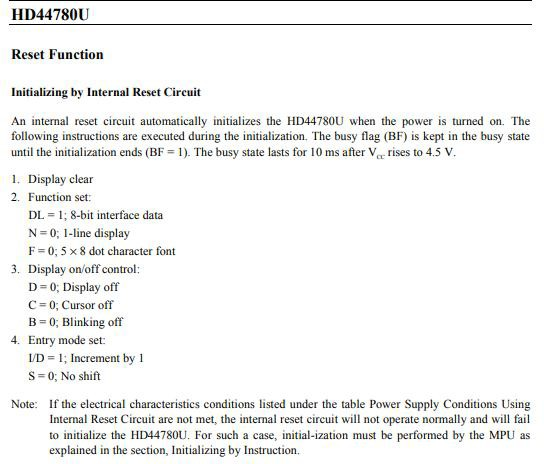 HD44780U
Reset Function
Initializing by Internal Reset Circuit
An internal reset circuit automatically initializes the HD44780U when the power is turned on. The
following instructions are executed during the initialization. The busy flag (BF) is kept in the busy state
until the initialization ends (BF = 1). The busy state lasts for 10 ms after VCC rises to 4.5 V.
1. Display clear
2. Function set:
DL = 1; 8-bit interface data
N = 0; 1-line display
F = 0; 5 × 8 dot character font
3. Display on/off control:
D = 0; Display off
C = 0; Cursor off
B = 0; Blinking off
4. Entry mode set:
I/D = 1; Increment by 1
S = 0; No shift
Note: If the electrical characteristics conditions listed under the table Power Supply Conditions Using
Internal Reset Circuit are not met, the internal reset circuit will not operate normally and will fail
to initialize the HD44780U. For such a case, initial-ization must be performed by the MPU as
explained in the section, Initializing by Instruction.